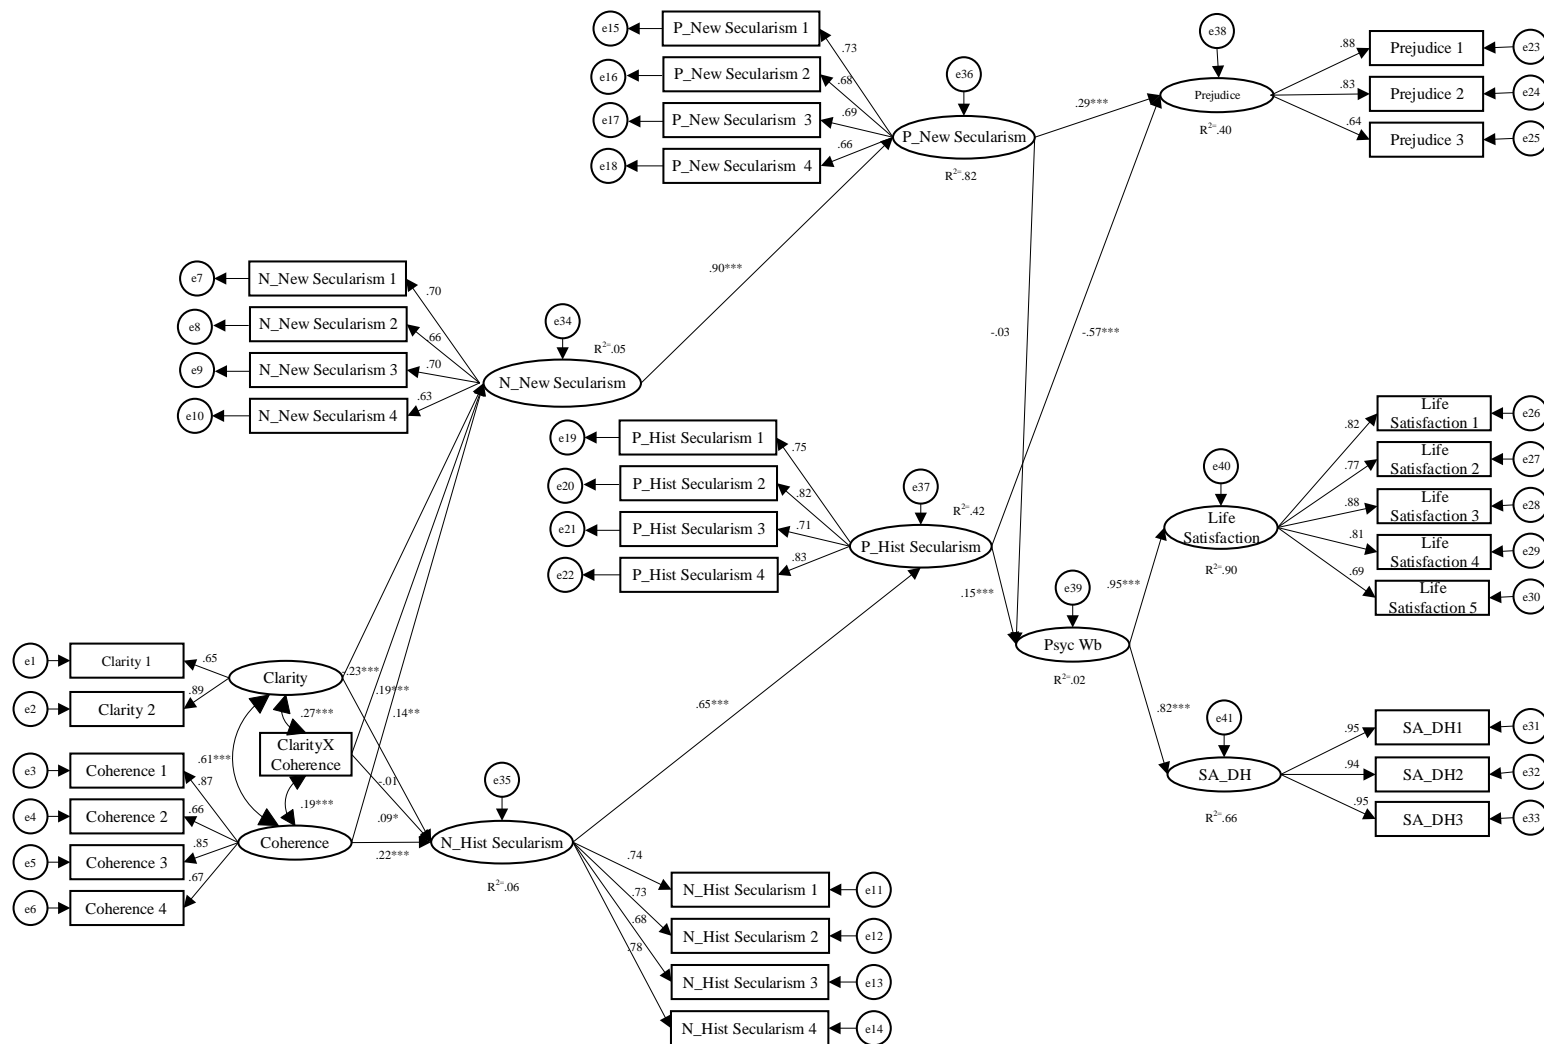 e15
P_New Secularism 1
.73
e16
P_New Secularism 2
.68
e17
P_New Secularism 3
.69
e18
P_New Secularism 4
.66
e36
P_New Secularism
R²⁼.82
.29***
e38
Prejudice
R²⁼.40
.88
Prejudice 1
e23
.83
Prejudice 2
e24
.64
Prejudice 3
e25
e7
N_New Secularism 1
.70
e8
N_New Secularism 2
.66
e9
N_New Secularism 3
.70
e10
N_New Secularism 4
.63
e34
R²⁼.05
N_New Secularism
.90***
-.03
-.57***
e19
P_Hist Secularism 1
.75
e20
P_Hist Secularism 2
.82
e21
P_Hist Secularism 3
.71
e22
P_Hist Secularism 4
.83
e37
R²⁼.42
P_Hist Secularism
.15***
e39
Psyc Wb
R²⁼.02
.95***
.82***
e40
Life
Satisfaction
R²⁼.90
.82
Life
Satisfaction 1
e26
.77
Life
Satisfaction 2
e27
.88
Life
Satisfaction 3
e28
.81
Life
Satisfaction 4
e29
.69
Life
Satisfaction 5
e30
e41
SA_DH
R²⁼.66
.95
SA_DH1
e31
.94
SA_DH2
e32
.95
SA_DH3
e33
e1
Clarity 1
.65
e2
Clarity 2
.89
Clarity
-.23***
.19***
.14**
.27***
ClarityX
Coherence
.61***
.19***
-.01
.09*
.22***
e3
Coherence 1
.87
e4
Coherence 2
.66
e5
Coherence 3
.85
e6
Coherence 4
.67
Coherence
e35
N_Hist Secularism
R²⁼.06
.65***
.74
N_Hist Secularism 1
e11
.73
N_Hist Secularism 2
e12
.68
N_Hist Secularism 3
e13
.78
N_Hist Secularism 4
e14